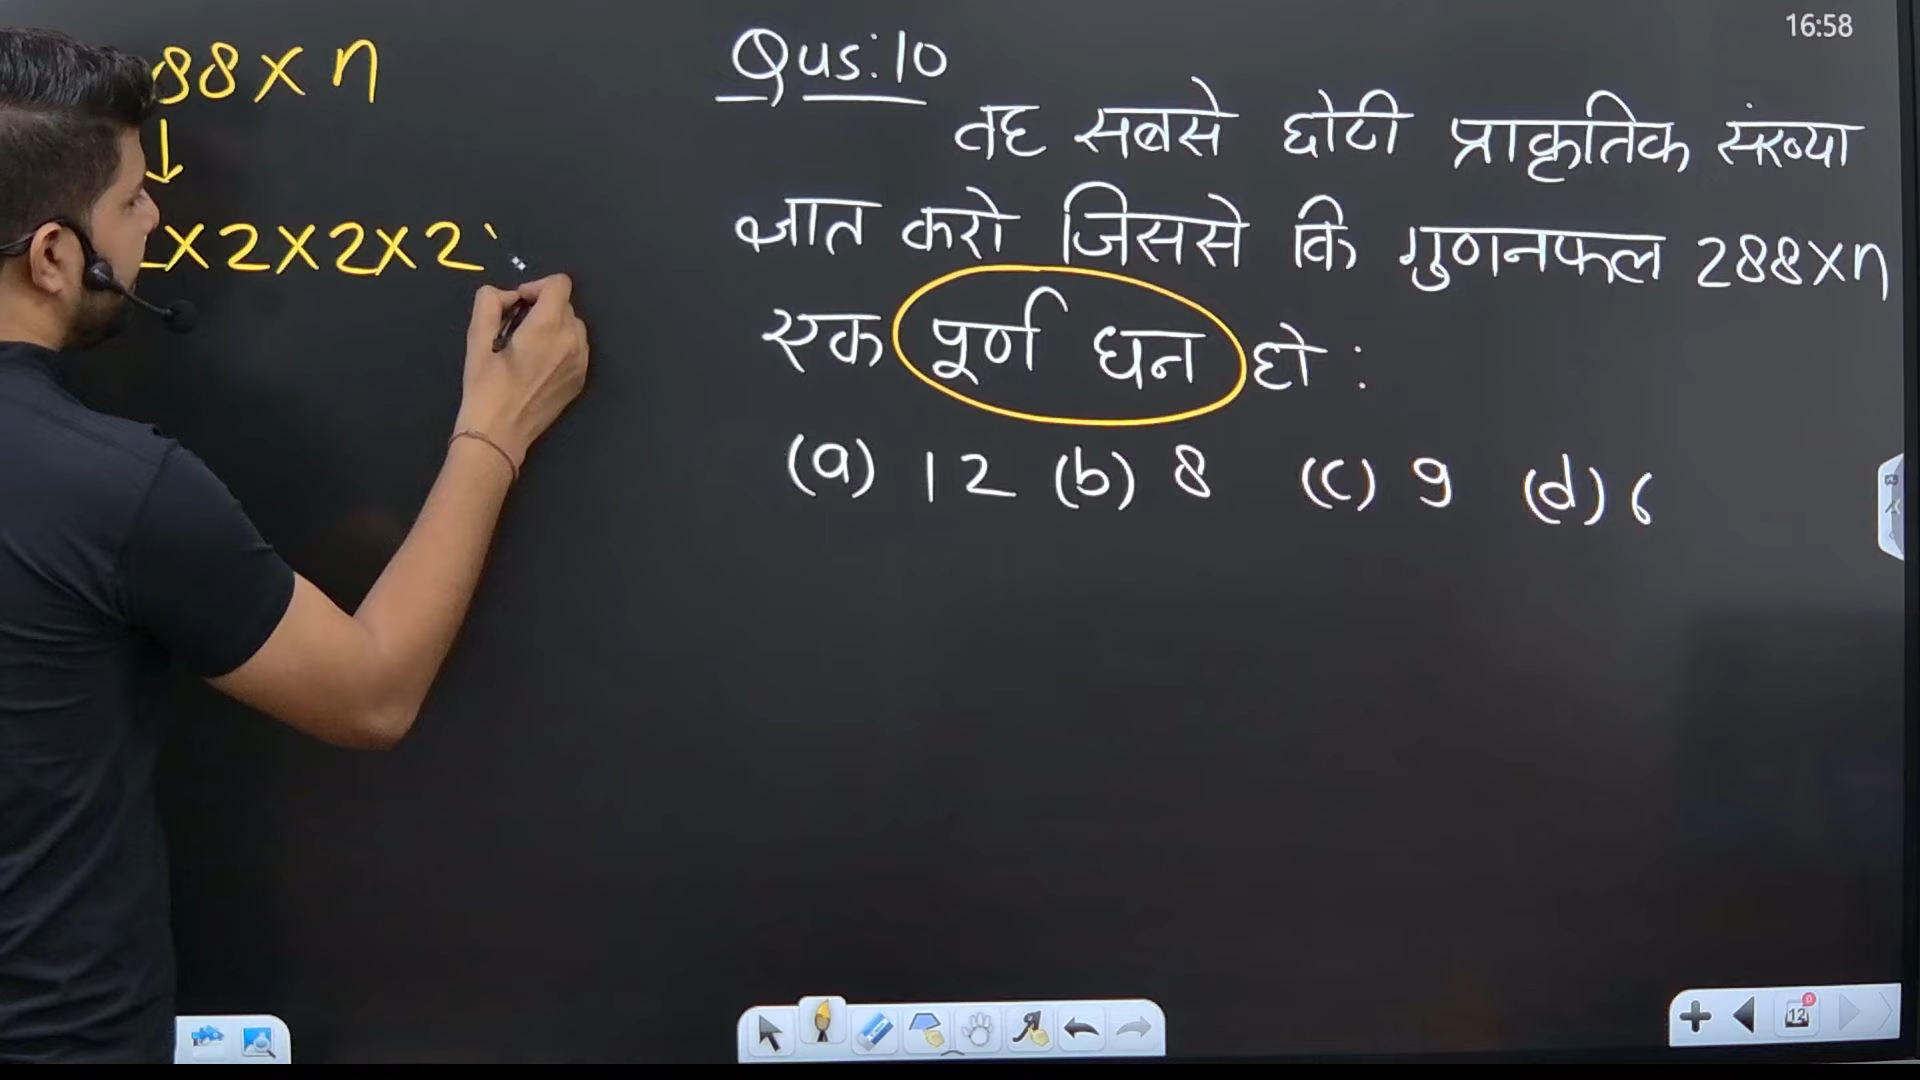 16:58
88 × n
↓
× 2 × 2 × 2
Qus:10
वह सबसे छोटी प्राकृतिक संख्या
ज्ञात करो जिससे कि गुणनफल 288×n
एक पूर्ण घन हो :
(a) 12 (b) 8 (c) 9 (d) 6
12